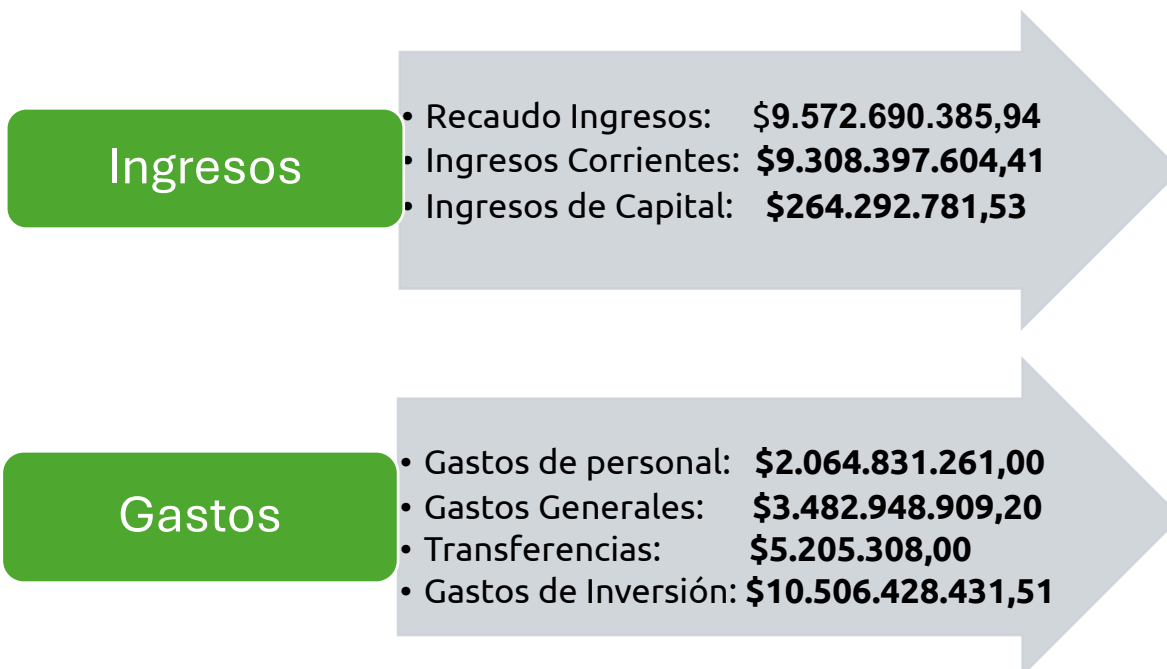 Ingresos
• Recaudo Ingresos: $9.572.690.385,94
• Ingresos Corrientes: $9.308.397.604,41
• Ingresos de Capital: $264.292.781,53
Gastos
• Gastos de personal: $2.064.831.261,00
• Gastos Generales: $3.482.948.909,20
• Transferencias: $5.205.308,00
• Gastos de Inversión: $10.506.428.431,51